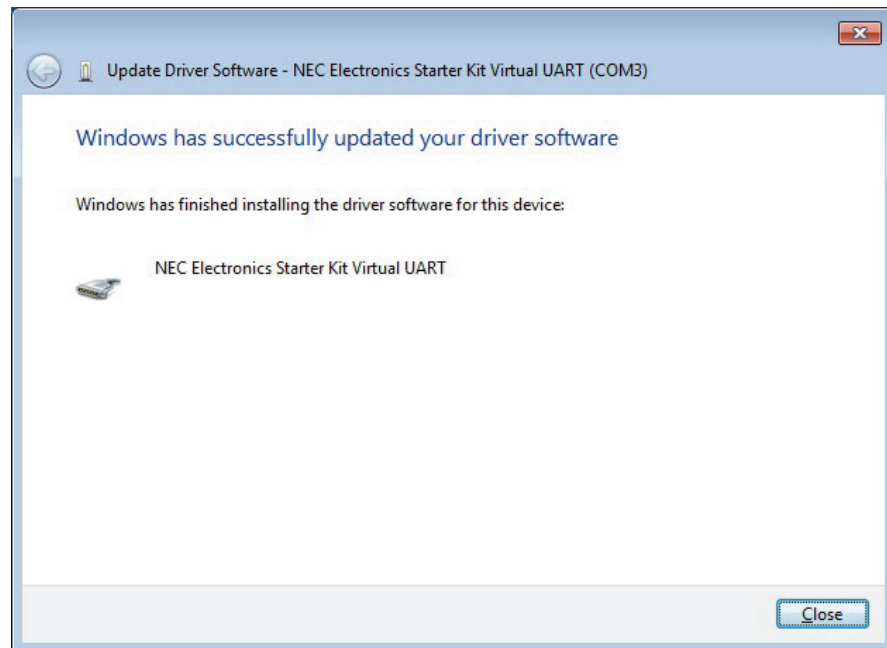 Update Driver Software - NEC Electronics Starter Kit Virtual UART (COM3)
Windows has successfully updated your driver software
Windows has finished installing the driver software for this device:
NEC Electronics Starter Kit Virtual UART
Close